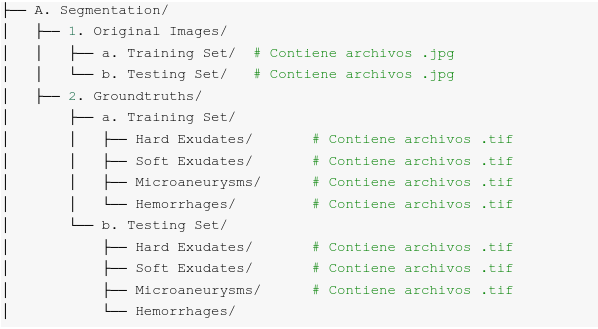 ├── A. Segmentation/
│   ├── 1. Original Images/
│   │   ├── a. Training Set/  # Contiene archivos .jpg
│   │   └── b. Testing Set/   # Contiene archivos .jpg
│   ├── 2. Groundtruths/
│       ├── a. Training Set/
│       │   ├── Hard Exudates/       # Contiene archivos .tif
│       │   ├── Soft Exudates/       # Contiene archivos .tif
│       │   ├── Microaneurysms/      # Contiene archivos .tif
│       │   └── Hemorrhages/         # Contiene archivos .tif
│       └── b. Testing Set/
│           ├── Hard Exudates/       # Contiene archivos .tif
│           ├── Soft Exudates/       # Contiene archivos .tif
│           ├── Microaneurysms/      # Contiene archivos .tif
│           └── Hemorrhages/